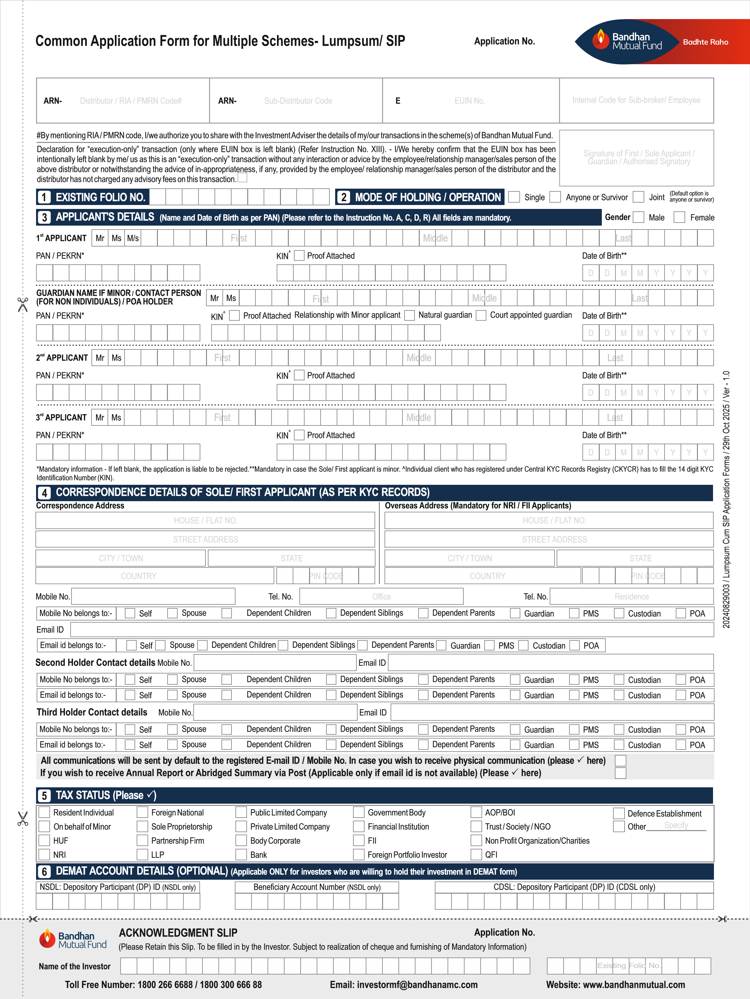 Common Application Form for Multiple Schemes- Lumpsum/ SIP
Application No.
Bandhan
Mutual Fund
Badhte Raho
ARN- Distributor / RIA / PMRN Code#
ARN- Sub-Distributor Code
E EUIN No.
Internal Code for Sub-broker/ Employee
#By mentioning RIA / PMRN code, I/we authorize you to share with the Investment Adviser the details of my/our transactions in the scheme(s) of Bandhan Mutual Fund.
Declaration for “execution-only” transaction (only where EUIN box is left blank) (Refer Instruction No. XIII). - I/We hereby confirm that the EUIN box has been
intentionally left blank by me/ us as this is an “execution-only” transaction without any interaction or advice by the employee/relationship manager/sales person of the
above distributor or notwithstanding the advice of in-appropriateness, if any, provided by the employee/ relationship manager/sales person of the distributor and the
distributor has not charged any advisory fees on this transaction.
Signature of First / Sole Applicant /
Guardian / Authorised Signatory
1 EXISTING FOLIO NO.
2 MODE OF HOLDING / OPERATION
Single Anyone or Survivor Joint (Default option is
anyone or survivor)
3 APPLICANT'S DETAILS (Name and Date of Birth as per PAN) (Please refer to the Instruction No. A, C, D, R) All fields are mandatory.
Gender Male Female
1st APPLICANT Mr Ms M/s First Middle Last
PAN / PEKRN* KIN^ Proof Attached Date of Birth**
D D M M Y Y Y Y
GUARDIAN NAME IF MINOR / CONTACT PERSON
(FOR NON INDIVIDUALS) / POA HOLDER
Mr Ms First Middle Last
PAN / PEKRN* KIN^ Proof Attached Relationship with Minor applicant Natural guardian Court appointed guardian Date of Birth**
D D M M Y Y Y Y
2nd APPLICANT Mr Ms First Middle Last
PAN / PEKRN* KIN^ Proof Attached Date of Birth**
D D M M Y Y Y Y
3rd APPLICANT Mr Ms First Middle Last
PAN / PEKRN* KIN^ Proof Attached Date of Birth**
D D M M Y Y Y Y
*Mandatory information - If left blank, the application is liable to be rejected.**Mandatory in case the Sole/ First applicant is minor. ^Individual client who has registered under Central KYC Records Registry (CKYCR) has to fill the 14 digit KYC
Identification Number (KIN).
4 CORRESPONDENCE DETAILS OF SOLE/ FIRST APPLICANT (AS PER KYC RECORDS)
Correspondence Address
HOUSE / FLAT NO.
STREET ADDRESS
CITY / TOWN STATE
COUNTRY PIN CODE
Overseas Address (Mandatory for NRI / FII Applicants)
HOUSE / FLAT NO.
STREET ADDRESS
CITY / TOWN STATE
COUNTRY PIN CODE
Mobile No. Tel. No. Office Tel. No. Residence
Mobile No belongs to:- Self Spouse Dependent Children Dependent Siblings Dependent Parents Guardian PMS Custodian POA
Email ID
Email id belongs to:- Self Spouse Dependent Children Dependent Siblings Dependent Parents Guardian PMS Custodian POA
Second Holder Contact details Mobile No. Email ID
Mobile No belongs to:- Self Spouse Dependent Children Dependent Siblings Dependent Parents Guardian PMS Custodian POA
Email id belongs to:- Self Spouse Dependent Children Dependent Siblings Dependent Parents Guardian PMS Custodian POA
Third Holder Contact details Mobile No. Email ID
Mobile No belongs to:- Self Spouse Dependent Children Dependent Siblings Dependent Parents Guardian PMS Custodian POA
Email id belongs to:- Self Spouse Dependent Children Dependent Siblings Dependent Parents Guardian PMS Custodian POA
All communications will be sent by default to the registered E-mail ID / Mobile No. In case you wish to receive physical communication (please ✓ here)
If you wish to receive Annual Report or Abridged Summary via Post (Applicable only if email id is not available) (Please ✓ here)
5 TAX STATUS (Please ✓)
Resident Individual Foreign National Public Limited Company Government Body AOP/BOI Defence Establishment
On behalf of Minor Sole Proprietorship Private Limited Company Financial Institution Trust / Society / NGO Other Specify
HUF Partnership Firm Body Corporate FII Non Profit Organization/Charities
NRI LLP Bank Foreign Portfolio Investor QFI
6 DEMAT ACCOUNT DETAILS (OPTIONAL) (Applicable ONLY for investors who are willing to hold their investment in DEMAT form)
NSDL: Depository Participant (DP) ID (NSDL only) Beneficiary Account Number (NSDL only) CDSL: Depository Participant (DP) ID (CDSL only)
20240829003 / Lumpsum Cum SIP Application Forms / 29th Oct 2025 / Ver - 1.0
Bandhan
Mutual Fund
ACKNOWLEDGMENT SLIP
Application No.
(Please Retain this Slip. To be filled in by the Investor. Subject to realization of cheque and furnishing of Mandatory Information)
Name of the Investor Existing Folio No.
Toll Free Number: 1800 266 6688 / 1800 300 666 88 Email: investormf@bandhanamc.com Website: www.bandhanmutual.com